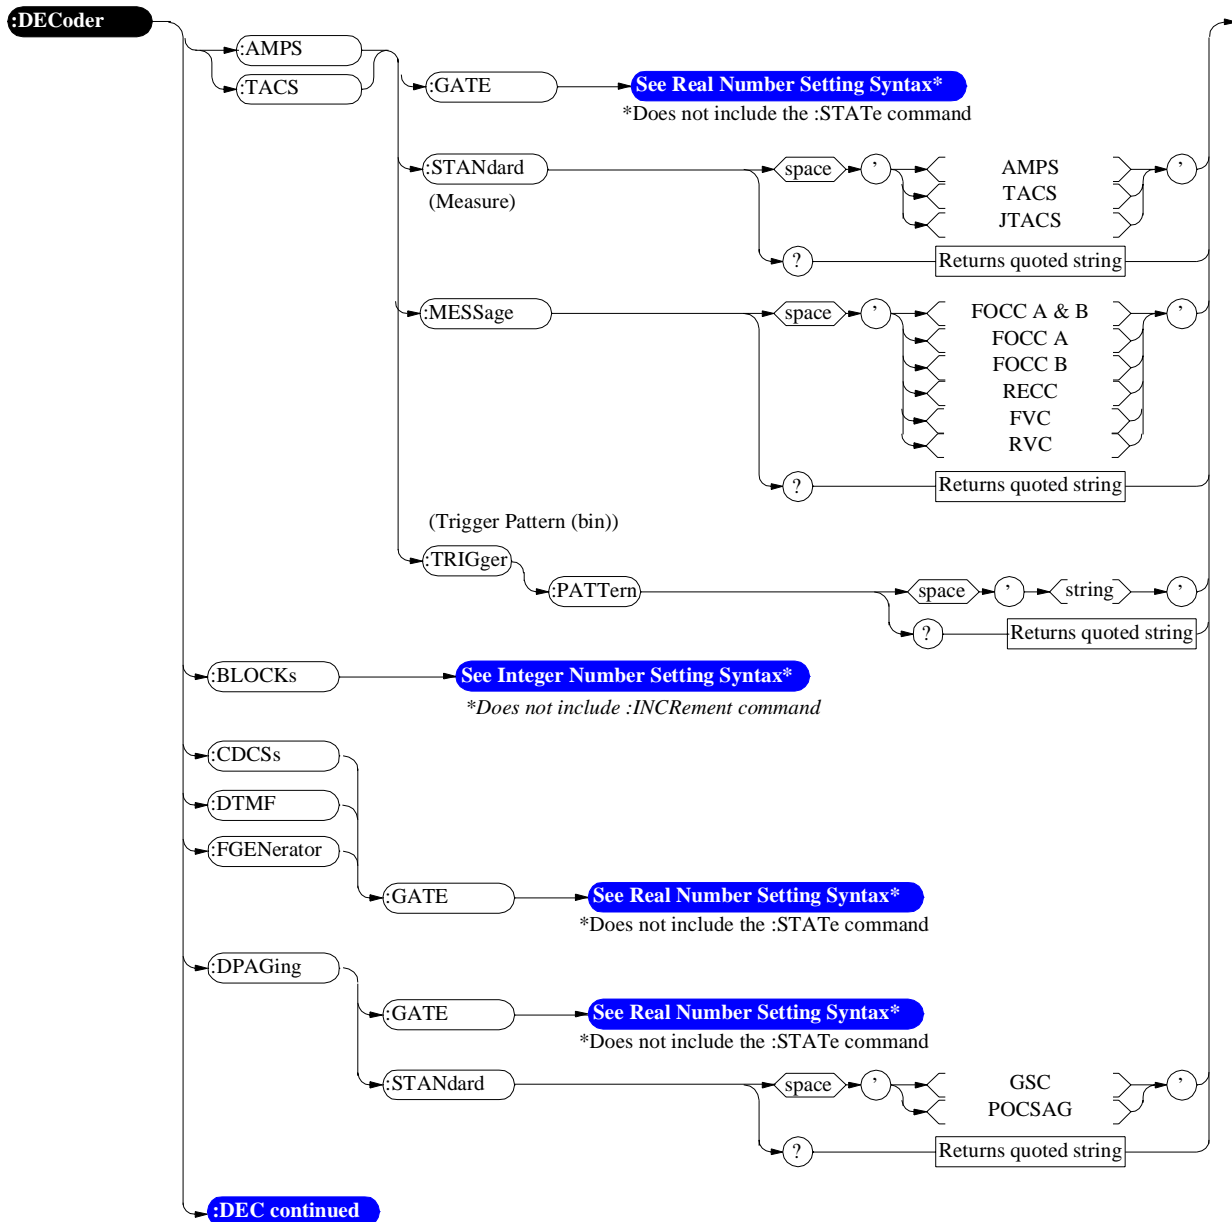 :DECoder
:AMPS
:TACS
:GATE
See Real Number Setting Syntax*
*Does not include the :STATe command
:STANdard
(Measure)
space
’
AMPS
TACS
JTACS
’
?
Returns quoted string
:MESSage
space
’
FOCC A & B
FOCC A
FOCC B
RECC
FVC
RVC
’
?
Returns quoted string
(Trigger Pattern (bin))
:TRIGger
:PATTern
space
’
string
’
?
Returns quoted string
:BLOCKs
See Integer Number Setting Syntax*
*Does not include :INCRement command
:CDCSs
:DTMF
:FGENerator
:GATE
See Real Number Setting Syntax*
*Does not include the :STATe command
:DPAGing
:GATE
See Real Number Setting Syntax*
*Does not include the :STATe command
:STANdard
space
’
GSC
POCSAG
’
?
Returns quoted string
:DEC continued